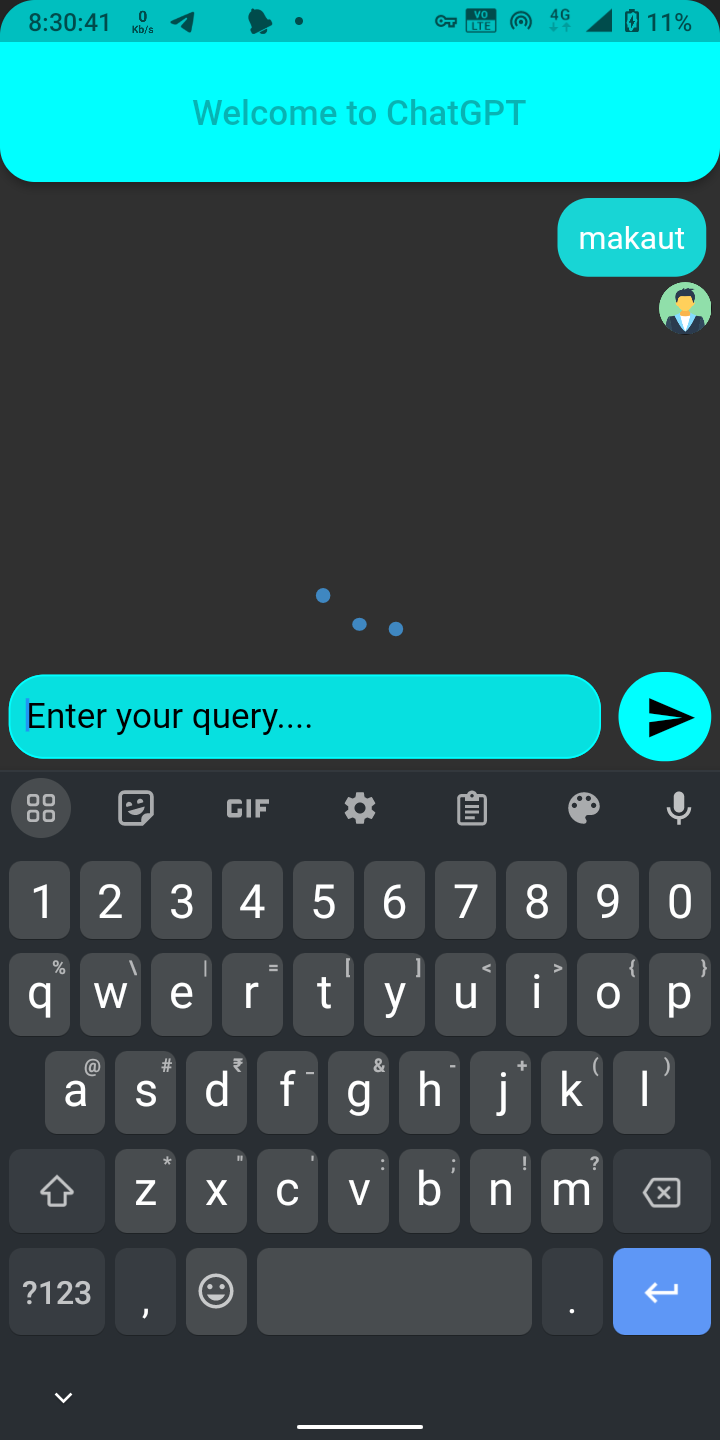 8:30:41 0 Kb/s VO LTE 4G 11%
Welcome to ChatGPT
makaut
Enter your query....
GIF
1 2 3 4 5 6 7 8 9 0
% \ | = [ ] < > { }
q w e r t y u i o p
@ # ₹ _ & - + ( )
a s d f g h j k l
* " ' : ; ! ?
z x c v b n m
?123 , .